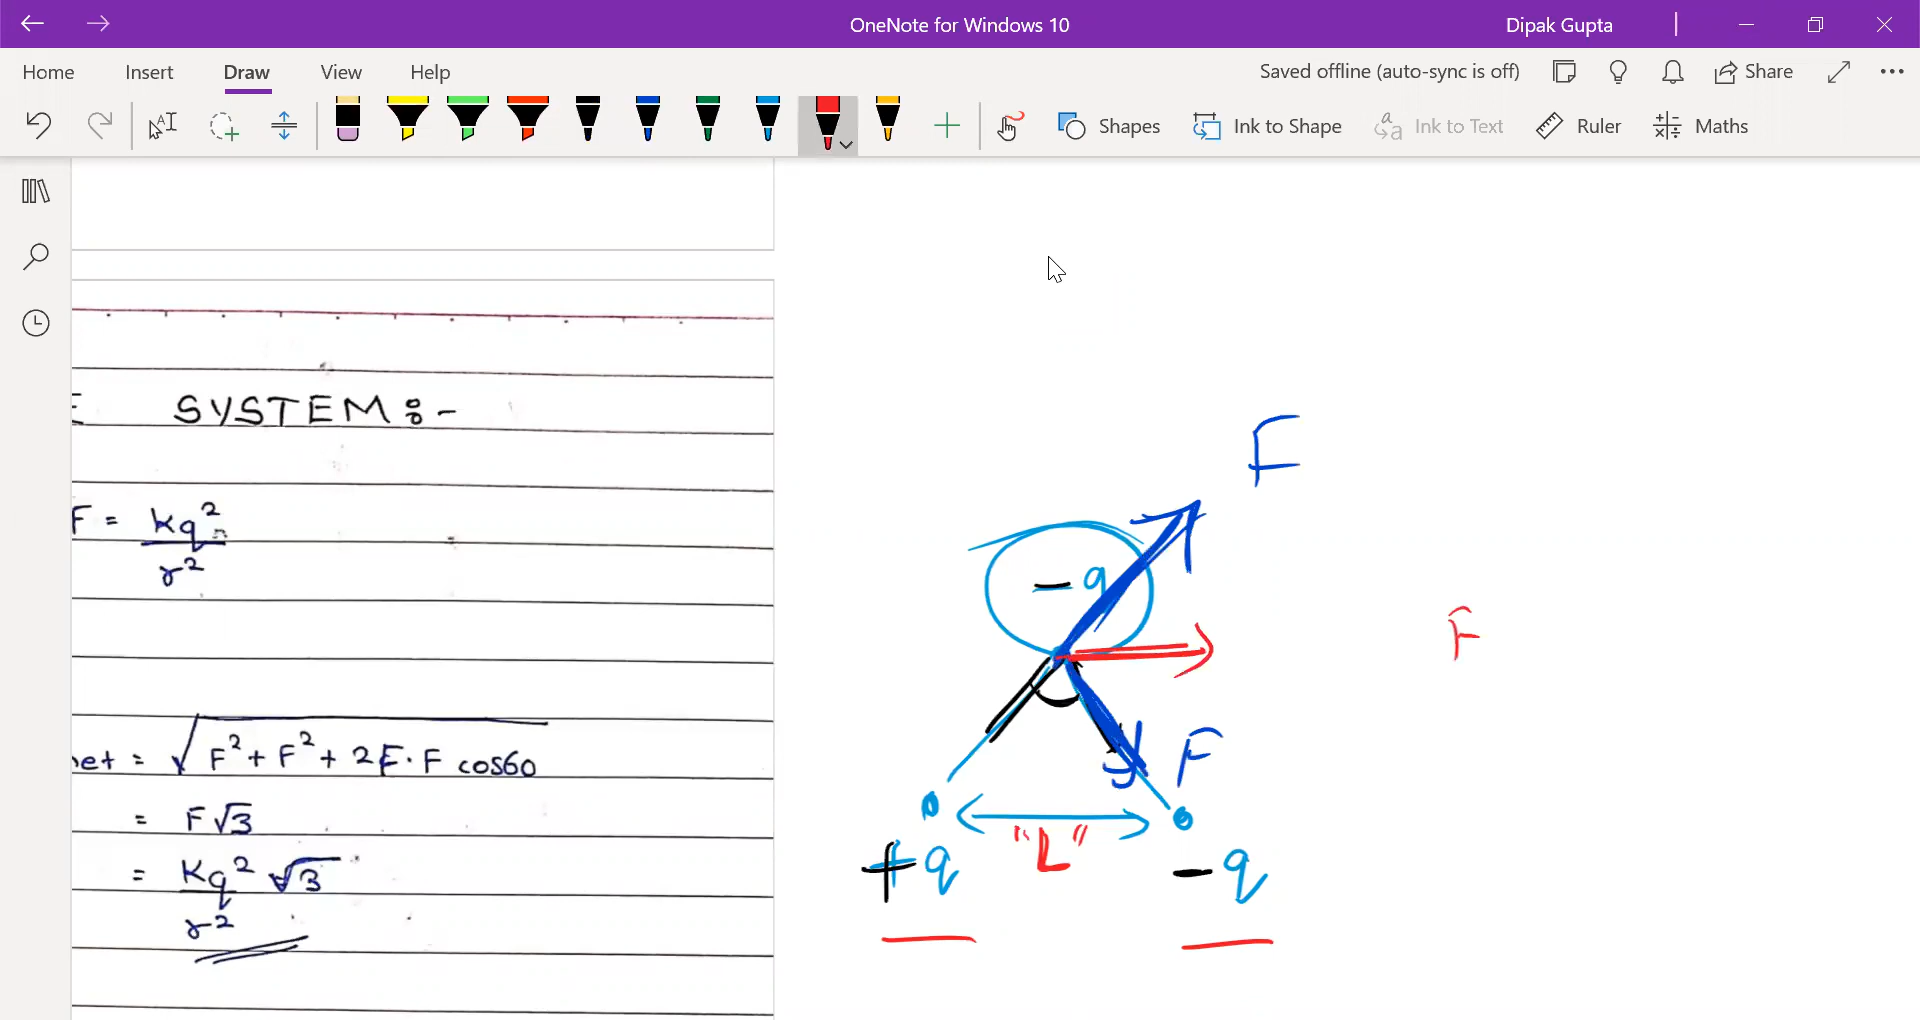 OneNote for Windows 10
Dipak Gupta
Home Insert Draw View Help
Saved offline (auto-sync is off) Share
Shapes Ink to Shape Ink to Text Ruler Maths
E SYSTEM :-
F = kq²
r²
net = √F² + F² + 2F·F cos60
= F√3
= Kq² √3
r²
F
-q
F
F
"L"
+q -q